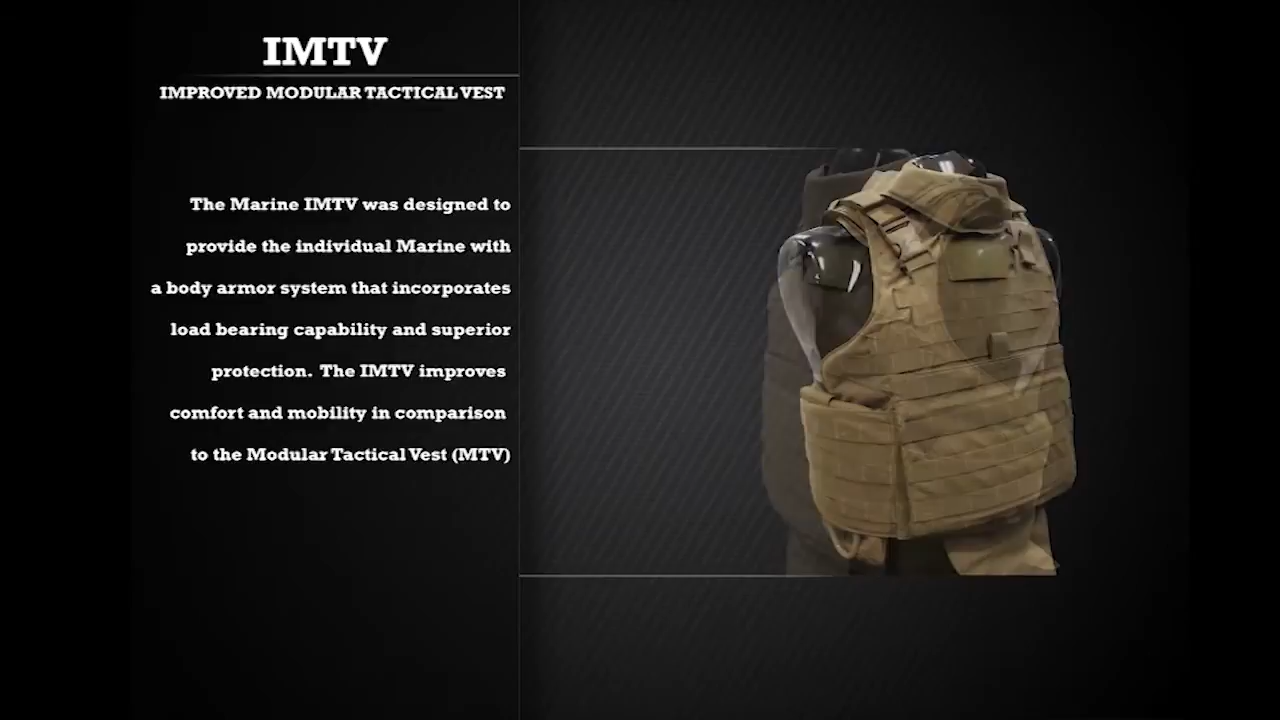 IMTV
IMPROVED MODULAR TACTICAL VEST
The Marine IMTV was designed to
provide the individual Marine with
a body armor system that incorporates
load bearing capability and superior
protection. The IMTV improves
comfort and mobility in comparison
to the Modular Tactical Vest (MTV)